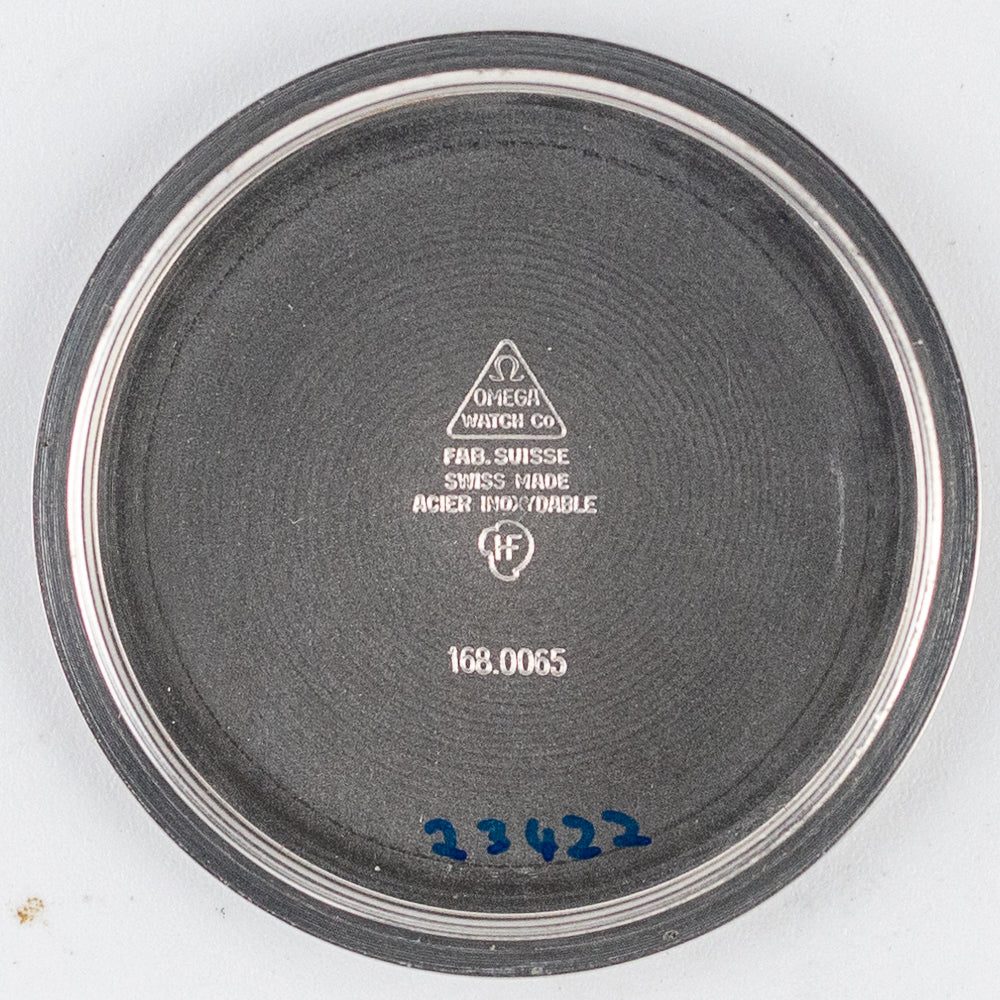 Ω
OMEGA
WATCH Co
FAB. SUISSE
SWISS MADE
ACIER INOXYDABLE
HF
168.0065
23422